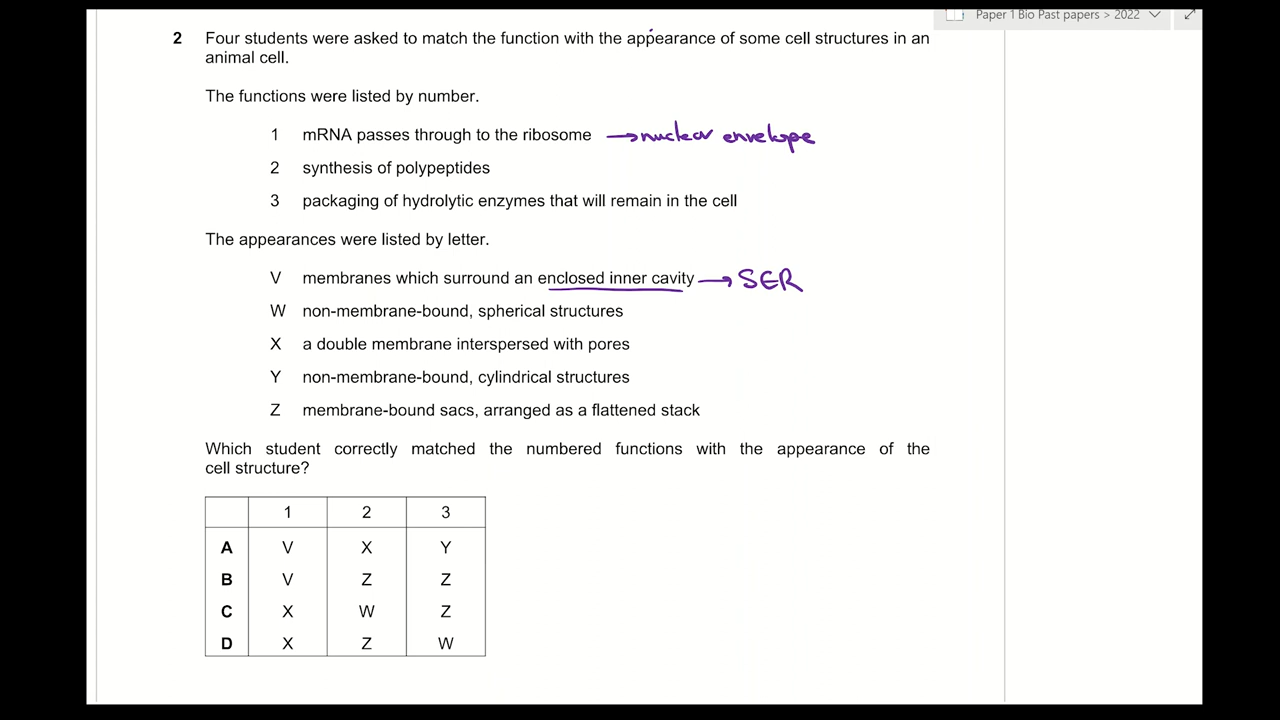 Paper 1 Bio Past papers > 2022
2 Four students were asked to match the function with the appearance of some cell structures in an
animal cell.
The functions were listed by number.
1 mRNA passes through to the ribosome → nuclear envelope
2 synthesis of polypeptides
3 packaging of hydrolytic enzymes that will remain in the cell
The appearances were listed by letter.
V membranes which surround an enclosed inner cavity → SER
W non-membrane-bound, spherical structures
X a double membrane interspersed with pores
Y non-membrane-bound, cylindrical structures
Z membrane-bound sacs, arranged as a flattened stack
Which student correctly matched the numbered functions with the appearance of the
cell structure?
1 2 3
A V X Y
B V Z Z
C X W Z
D X Z W